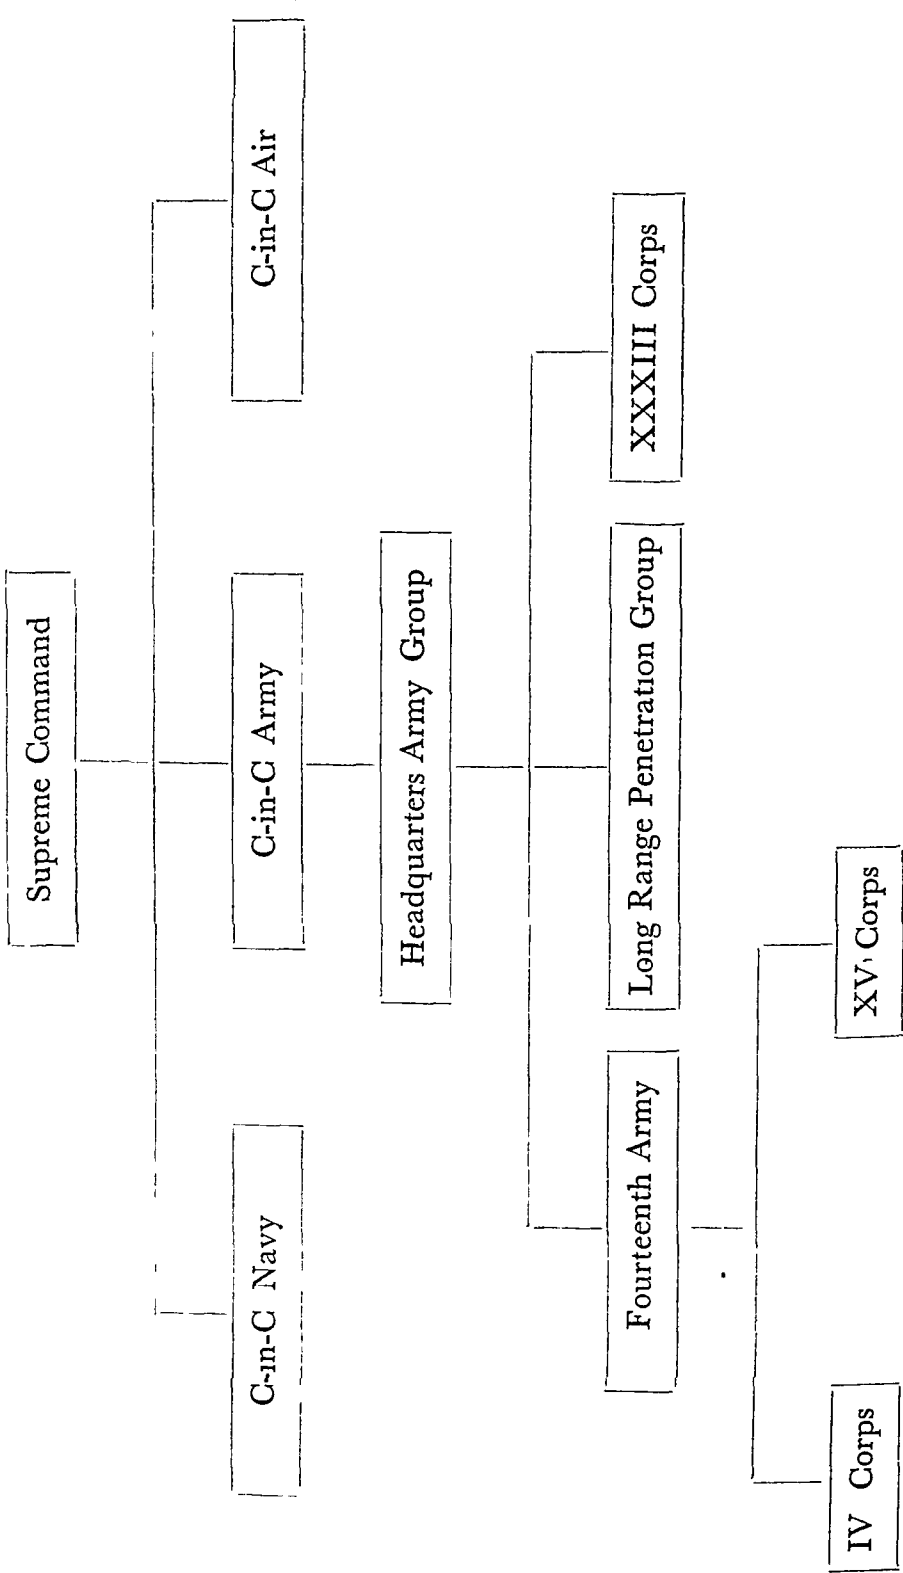 Supreme Command
C-in-C Navy
C-in-C Army
C-in-C Air
Headquarters Army Group
Fourteenth Army
Long Range Penetration Group
XXXIII Corps
IV Corps
XV Corps